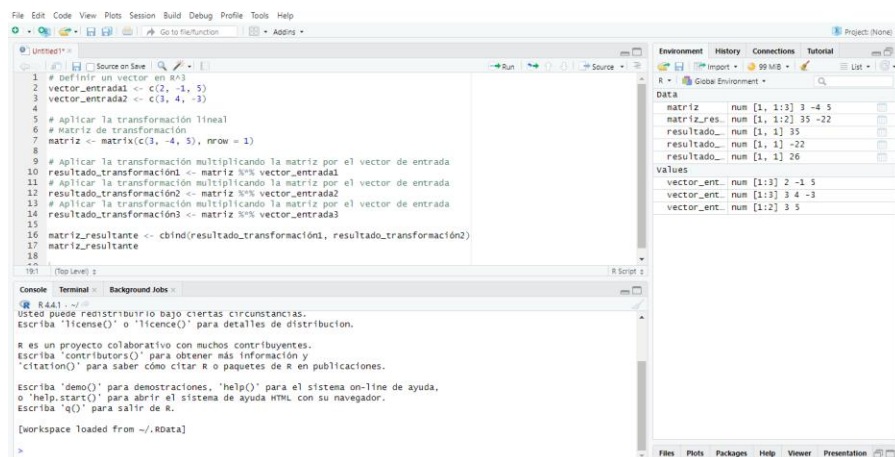 File Edit Code View Plots Session Build Debug Profile Tools Help
Go to file/function Addins
Project: (None)
Untitled1*
Source on Save Run Source
1 # Definir un vector en R^3
2 vector_entrada1 <- c(2, -1, 5)
3 vector_entrada2 <- c(3, 4, -3)
4
5 # Aplicar la transformación lineal
6 # Matriz de transformación
7 matriz <- matrix(c(3, -4, 5), nrow = 1)
8
9 # Aplicar la transformación multiplicando la matriz por el vector de entrada
10 resultado_transformación1 <- matriz %*% vector_entrada1
11 # Aplicar la transformación multiplicando la matriz por el vector de entrada
12 resultado_transformación2 <- matriz %*% vector_entrada2
13 # Aplicar la transformación multiplicando la matriz por el vector de entrada
14 resultado_transformación3 <- matriz %*% vector_entrada3
15
16 matriz_resultante <- cbind(resultado_transformación1, resultado_transformación2)
17 matriz_resultante
18
19:1 (Top Level) R Script
Console Terminal Background Jobs
R 4.4.1 · ~/
Usted puede redistribuirlo bajo ciertas circunstancias.
Escriba 'license()' o 'licence()' para detalles de distribucion.
R es un proyecto colaborativo con muchos contribuyentes.
Escriba 'contributors()' para obtener más información y
'citation()' para saber cómo citar R o paquetes de R en publicaciones.
Escriba 'demo()' para demostraciones, 'help()' para el sistema on-line de ayuda,
o 'help.start()' para abrir el sistema de ayuda HTML con su navegador.
Escriba 'q()' para salir de R.
[Workspace loaded from ~/.RData]
>
Environment History Connections Tutorial
Import 99 MiB List
R Global Environment
Data
matriz num [1, 1:3] 3 -4 5
matriz_res… num [1, 1:2] 35 -22
resultado_… num [1, 1] 35
resultado_… num [1, 1] -22
resultado_… num [1, 1] 26
Values
vector_ent… num [1:3] 2 -1 5
vector_ent… num [1:3] 3 4 -3
vector_ent… num [1:2] 3 5
Files Plots Packages Help Viewer Presentation